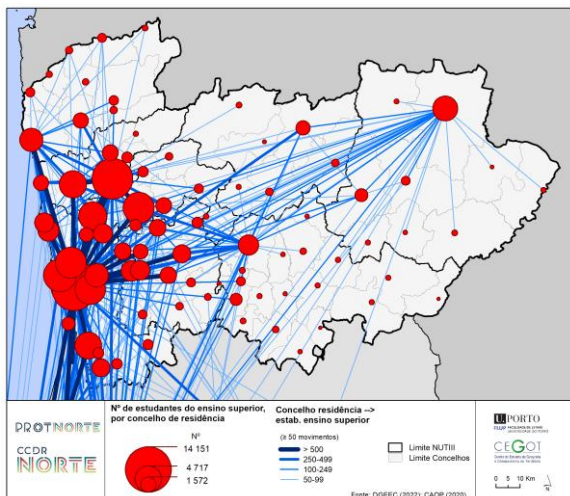 PROTNORTE
CCDR
NORTE
Nº de estudantes do ensino superior,
por concelho de residência
Nº
14 151
4 717
1 572
Concelho residência -->
estab. ensino superior
(≥ 50 movimentos)
> 500
250-499
100-249
50-99
Limite NUTIII
Limite Concelhos
U.PORTO
CEGOT
0 5 10 Km
N
Fonte: DGEEC (2022); CAOP (2020)